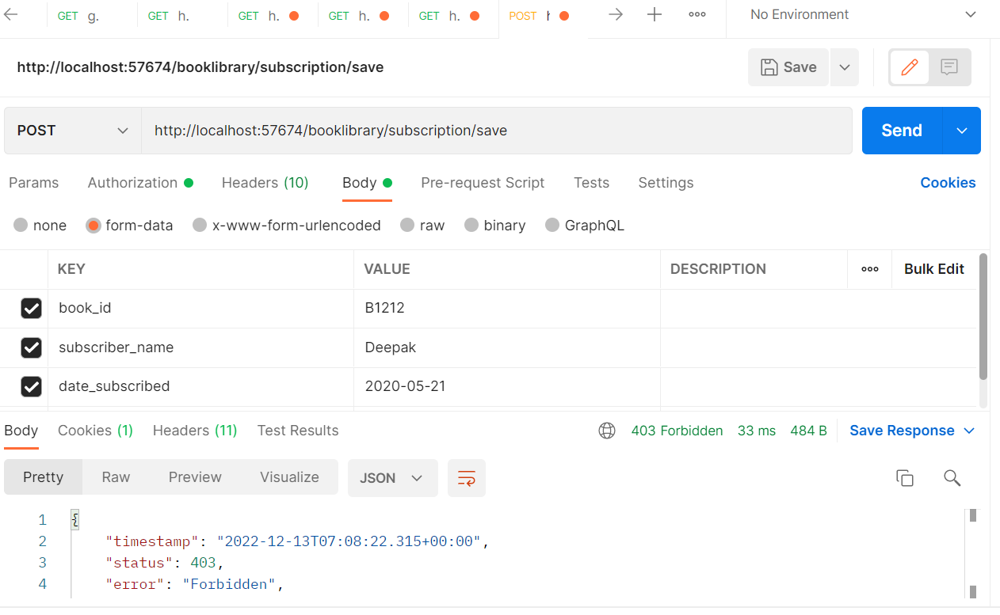 GET g. GET h. GET h. GET h. GET h. POST No Environment
http://localhost:57674/booklibrary/subscription/save Save
POST http://localhost:57674/booklibrary/subscription/save Send
Params Authorization Headers (10) Body Pre-request Script Tests Settings Cookies
none form-data x-www-form-urlencoded raw binary GraphQL
KEY VALUE DESCRIPTION Bulk Edit
book_id B1212
subscriber_name Deepak
date_subscribed 2020-05-21
Body Cookies (1) Headers (11) Test Results 403 Forbidden 33 ms 484 B Save Response
Pretty Raw Preview Visualize JSON
1 {
2 "timestamp": "2022-12-13T07:08:22.315+00:00",
3 "status": 403,
4 "error": "Forbidden",